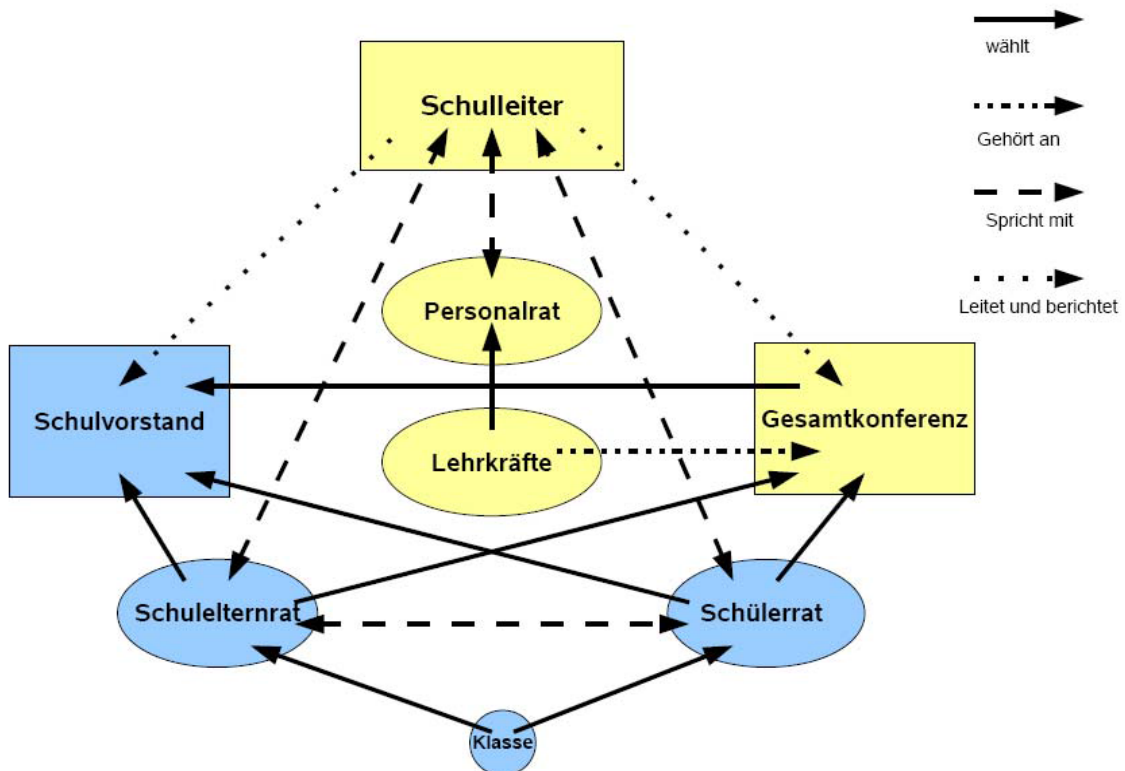 wählt
Gehört an
Spricht mit
Leitet und berichtet
Schulleiter
Personalrat
Schulvorstand
Lehrkräfte
Gesamtkonferenz
Schulelternrat
Schülerrat
Klasse